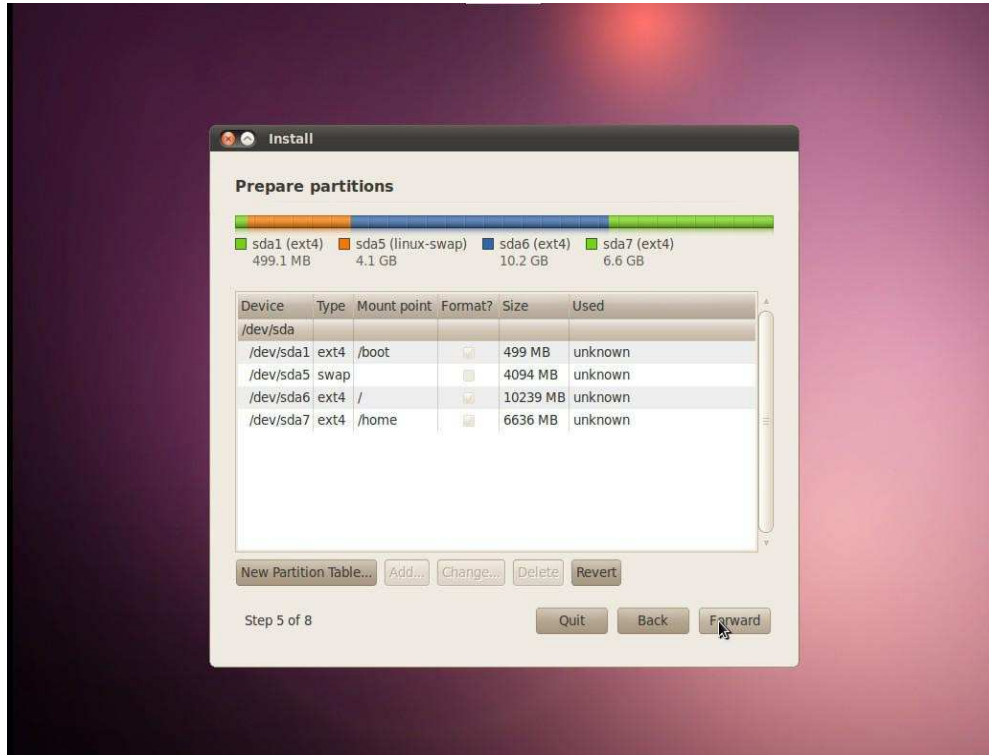 Install
Prepare partitions
sda1 (ext4) sda5 (linux-swap) sda6 (ext4) sda7 (ext4)
499.1 MB 4.1 GB 10.2 GB 6.6 GB
Device Type Mount point Format? Size Used
/dev/sda
/dev/sda1 ext4 /boot 499 MB unknown
/dev/sda5 swap 4094 MB unknown
/dev/sda6 ext4 / 10239 MB unknown
/dev/sda7 ext4 /home 6636 MB unknown
New Partition Table... Add... Change... Delete Revert
Step 5 of 8 Quit Back Forward